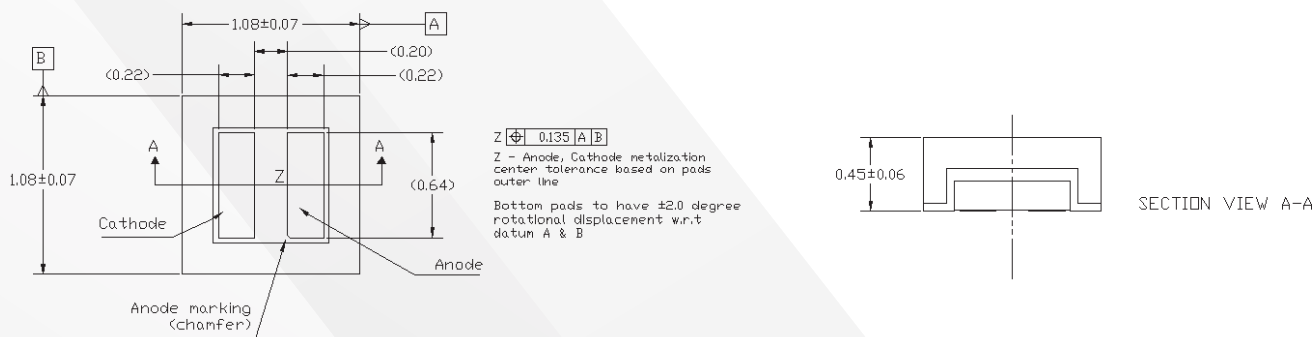 1.08±0.07
A
B
(0.20)
(0.22)
(0.22)
A
A
Z
1.08±0.07
(0.64)
Cathode
Anode
Anode marking
(chamfer)
Z ⌖ 0.135 A B
Z - Anode, Cathode metalization
center tolerance based on pads
outer line
Bottom pads to have ±2.0 degree
rotational displacement w.r.t
datum A & B
0.45±0.06
SECTION VIEW A-A